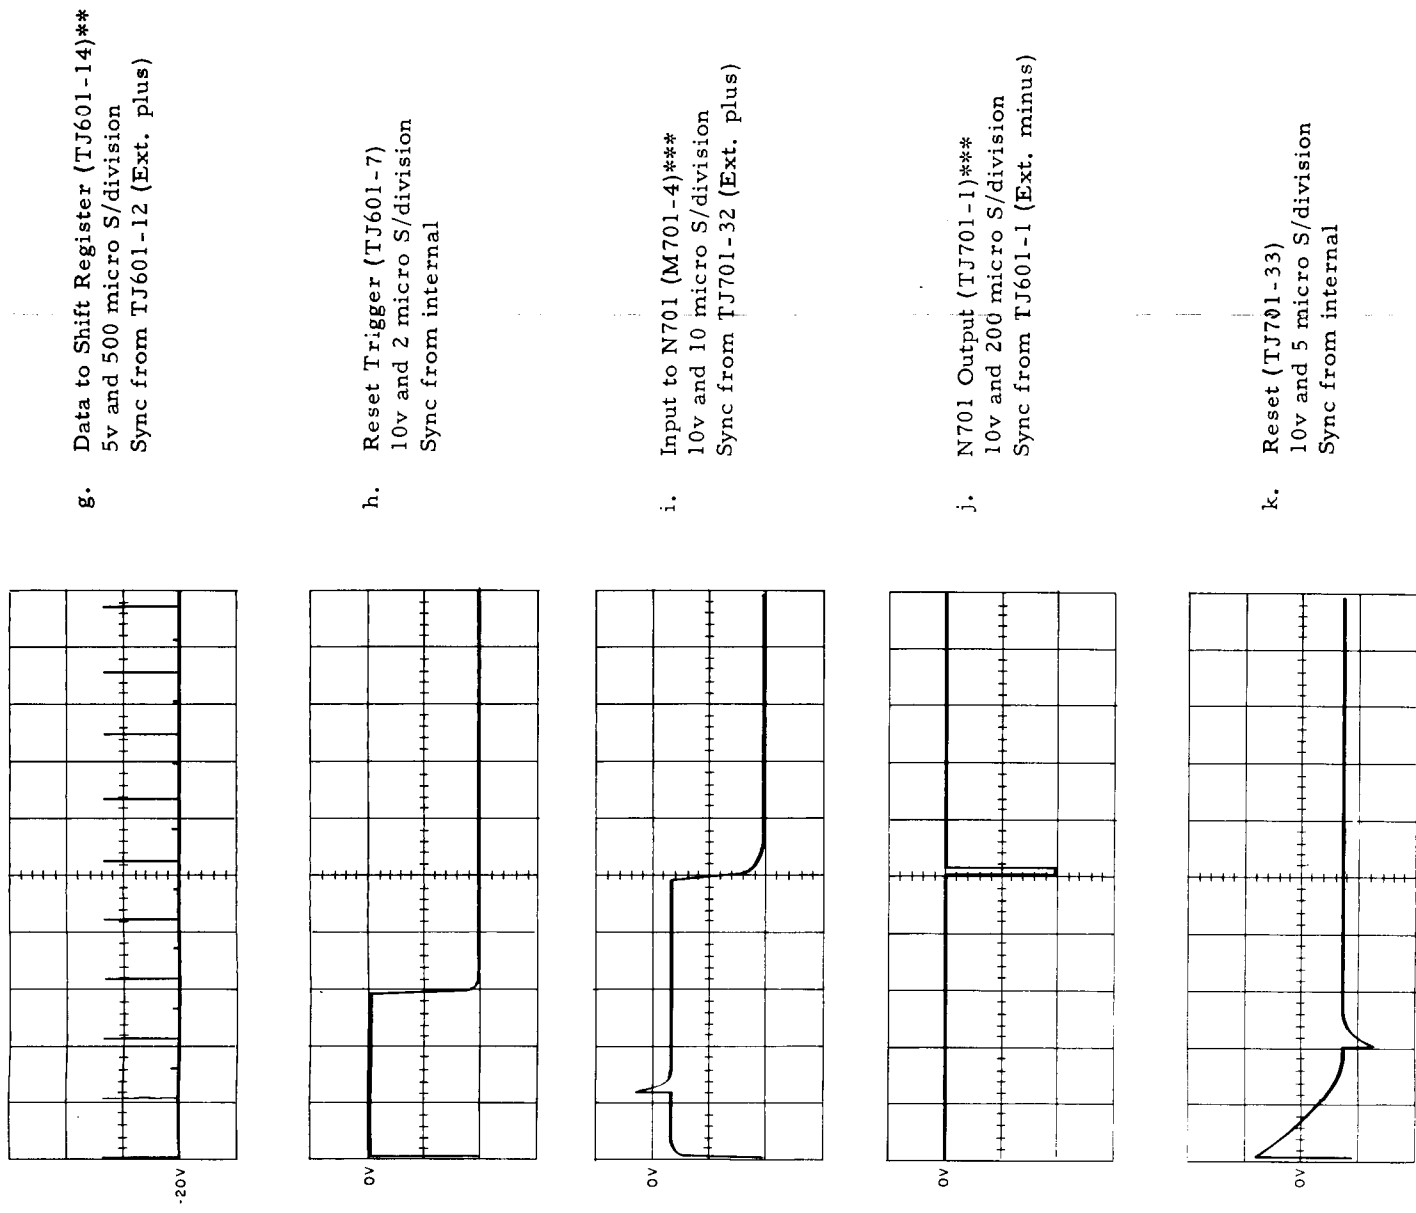 g. Data to Shift Register (TJ601-14)**
5v and 500 micro S/division
Sync from TJ601-12 (Ext. plus)
-20V
h. Reset Trigger (TJ601-7)
10v and 2 micro S/division
Sync from internal
0V
i. Input to N701 (M701-4)***
10v and 10 micro S/division
Sync from TJ701-32 (Ext. plus)
0V
j. N701 Output (TJ701-1)***
10v and 200 micro S/division
Sync from TJ601-1 (Ext. minus)
0V
k. Reset (TJ701-33)
10v and 5 micro S/division
Sync from internal
0V